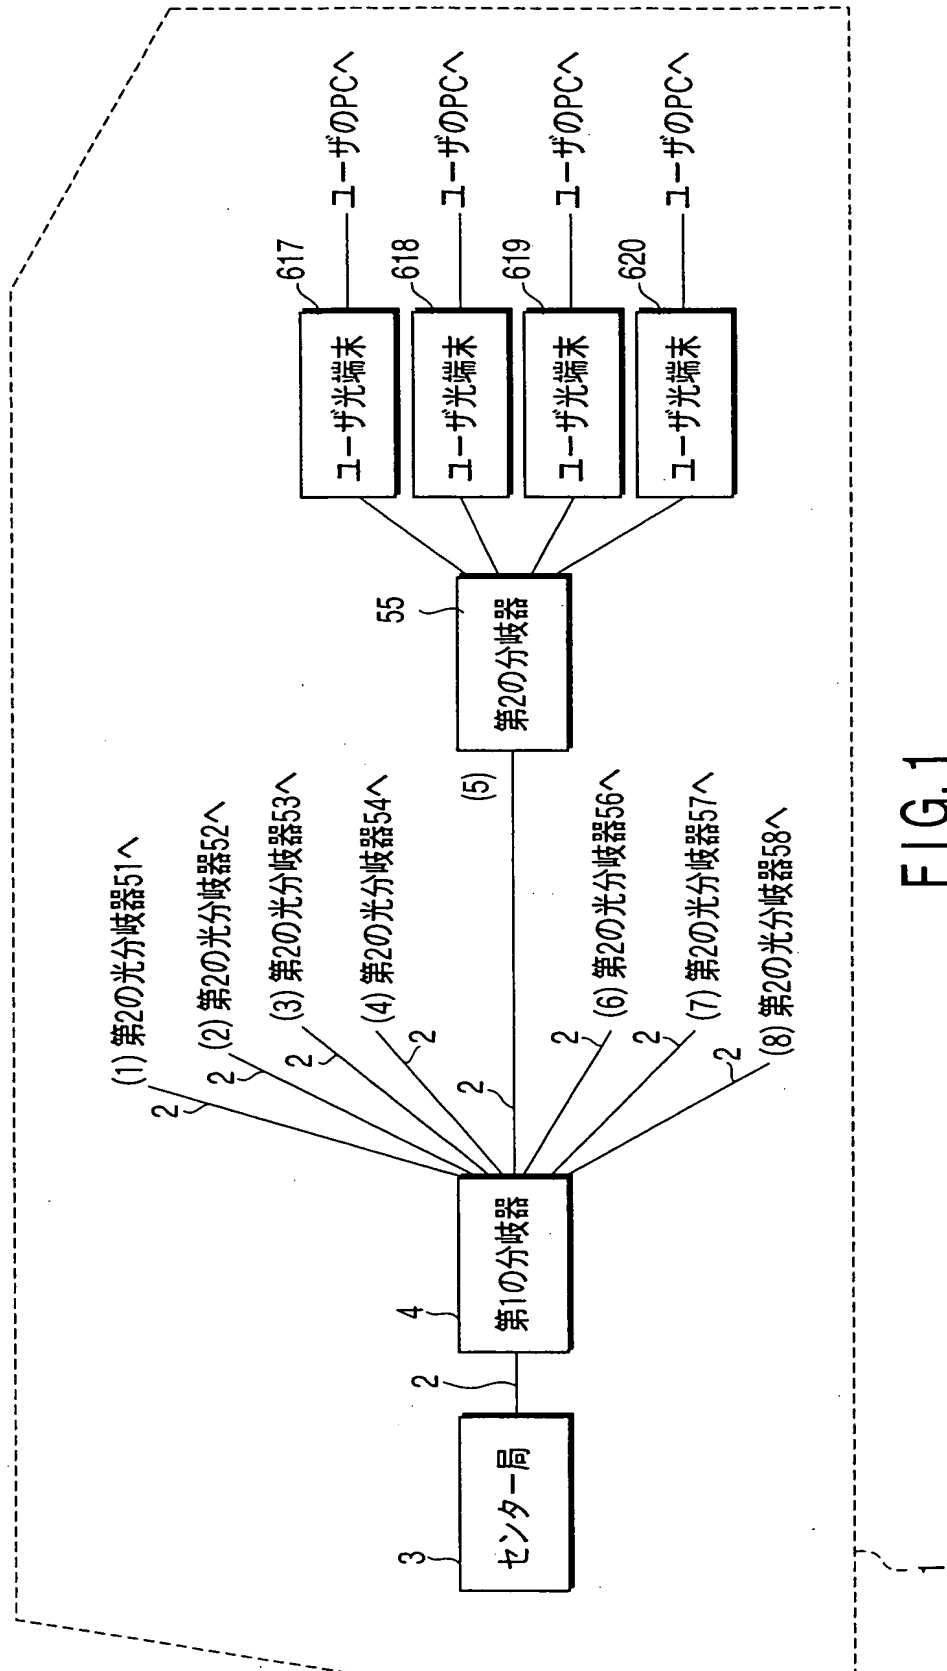 (1) 第2の光分岐器51へ
2
(2) 第2の光分岐器52へ
2
(3) 第2の光分岐器53へ
2
(4) 第2の光分岐器54へ
2
3
センター局
2
4
第1の分岐器
2
(5)
55
第2の分岐器
(6) 第2の光分岐器56へ
2
(7) 第2の光分岐器57へ
2
(8) 第2の光分岐器58へ
2
617
ユーザ光端末
ユーザのPCへ
618
ユーザ光端末
ユーザのPCへ
619
ユーザ光端末
ユーザのPCへ
620
ユーザ光端末
ユーザのPCへ
1
FIG. 1